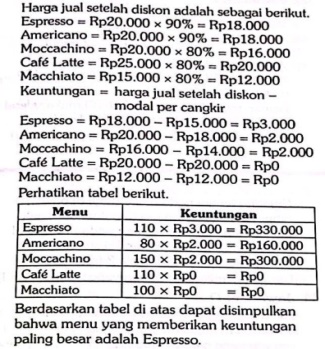 Harga jual setelah diskon adalah sebagai berikut.
Espresso = Rp20.000 × 90% = Rp18.000
Americano = Rp20.000 × 90% = Rp18.000
Moccachino = Rp20.000 × 80% = Rp16.000
Café Latte = Rp25.000 × 80% = Rp20.000
Macchiato = Rp15.000 × 80% = Rp12.000
Keuntungan = harga jual setelah diskon –
modal per cangkir
Espresso = Rp18.000 – Rp15.000 = Rp3.000
Americano = Rp20.000 – Rp18.000 = Rp2.000
Moccachino = Rp16.000 – Rp14.000 = Rp2.000
Café Latte = Rp20.000 – Rp20.000 = Rp0
Macchiato = Rp12.000 – Rp12.000 = Rp0
Perhatikan tabel berikut.
Menu Keuntungan
Espresso 110 × Rp3.000 = Rp330.000
Americano 80 × Rp2.000 = Rp160.000
Moccachino 150 × Rp2.000 = Rp300.000
Café Latte 110 × Rp0 = Rp0
Macchiato 100 × Rp0 = Rp0
Berdasarkan tabel di atas dapat disimpulkan
bahwa menu yang memberikan keuntungan
paling besar adalah Espresso.